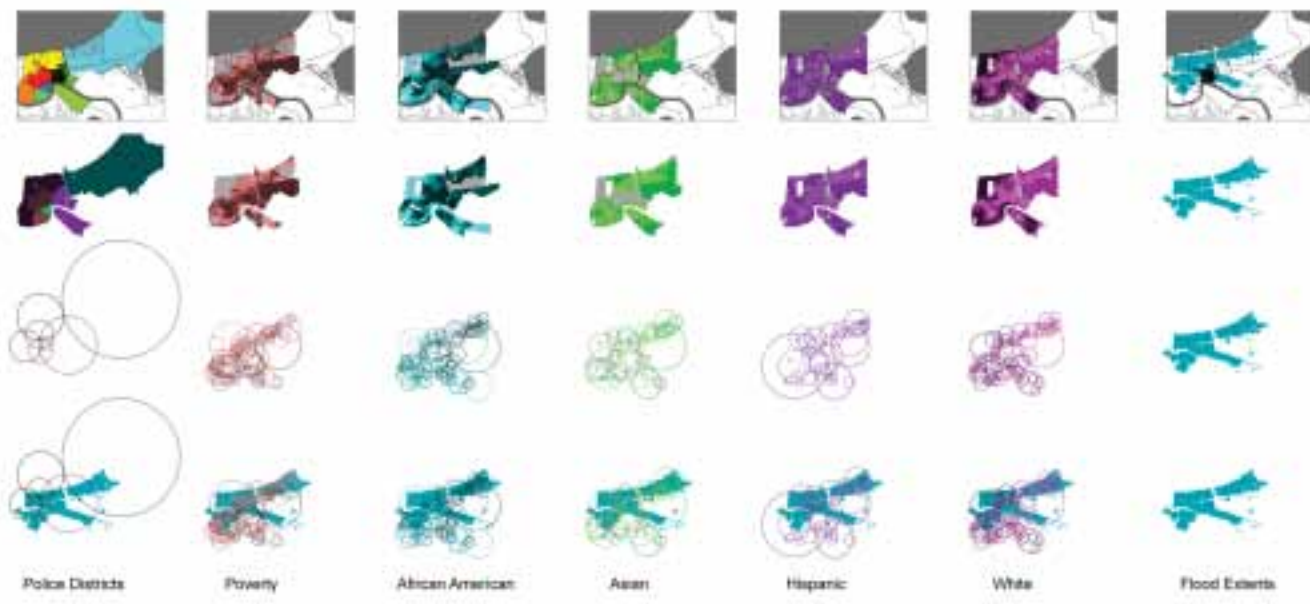 Police Districts
Poverty
African American
Asian
Hispanic
White
Flood Extents